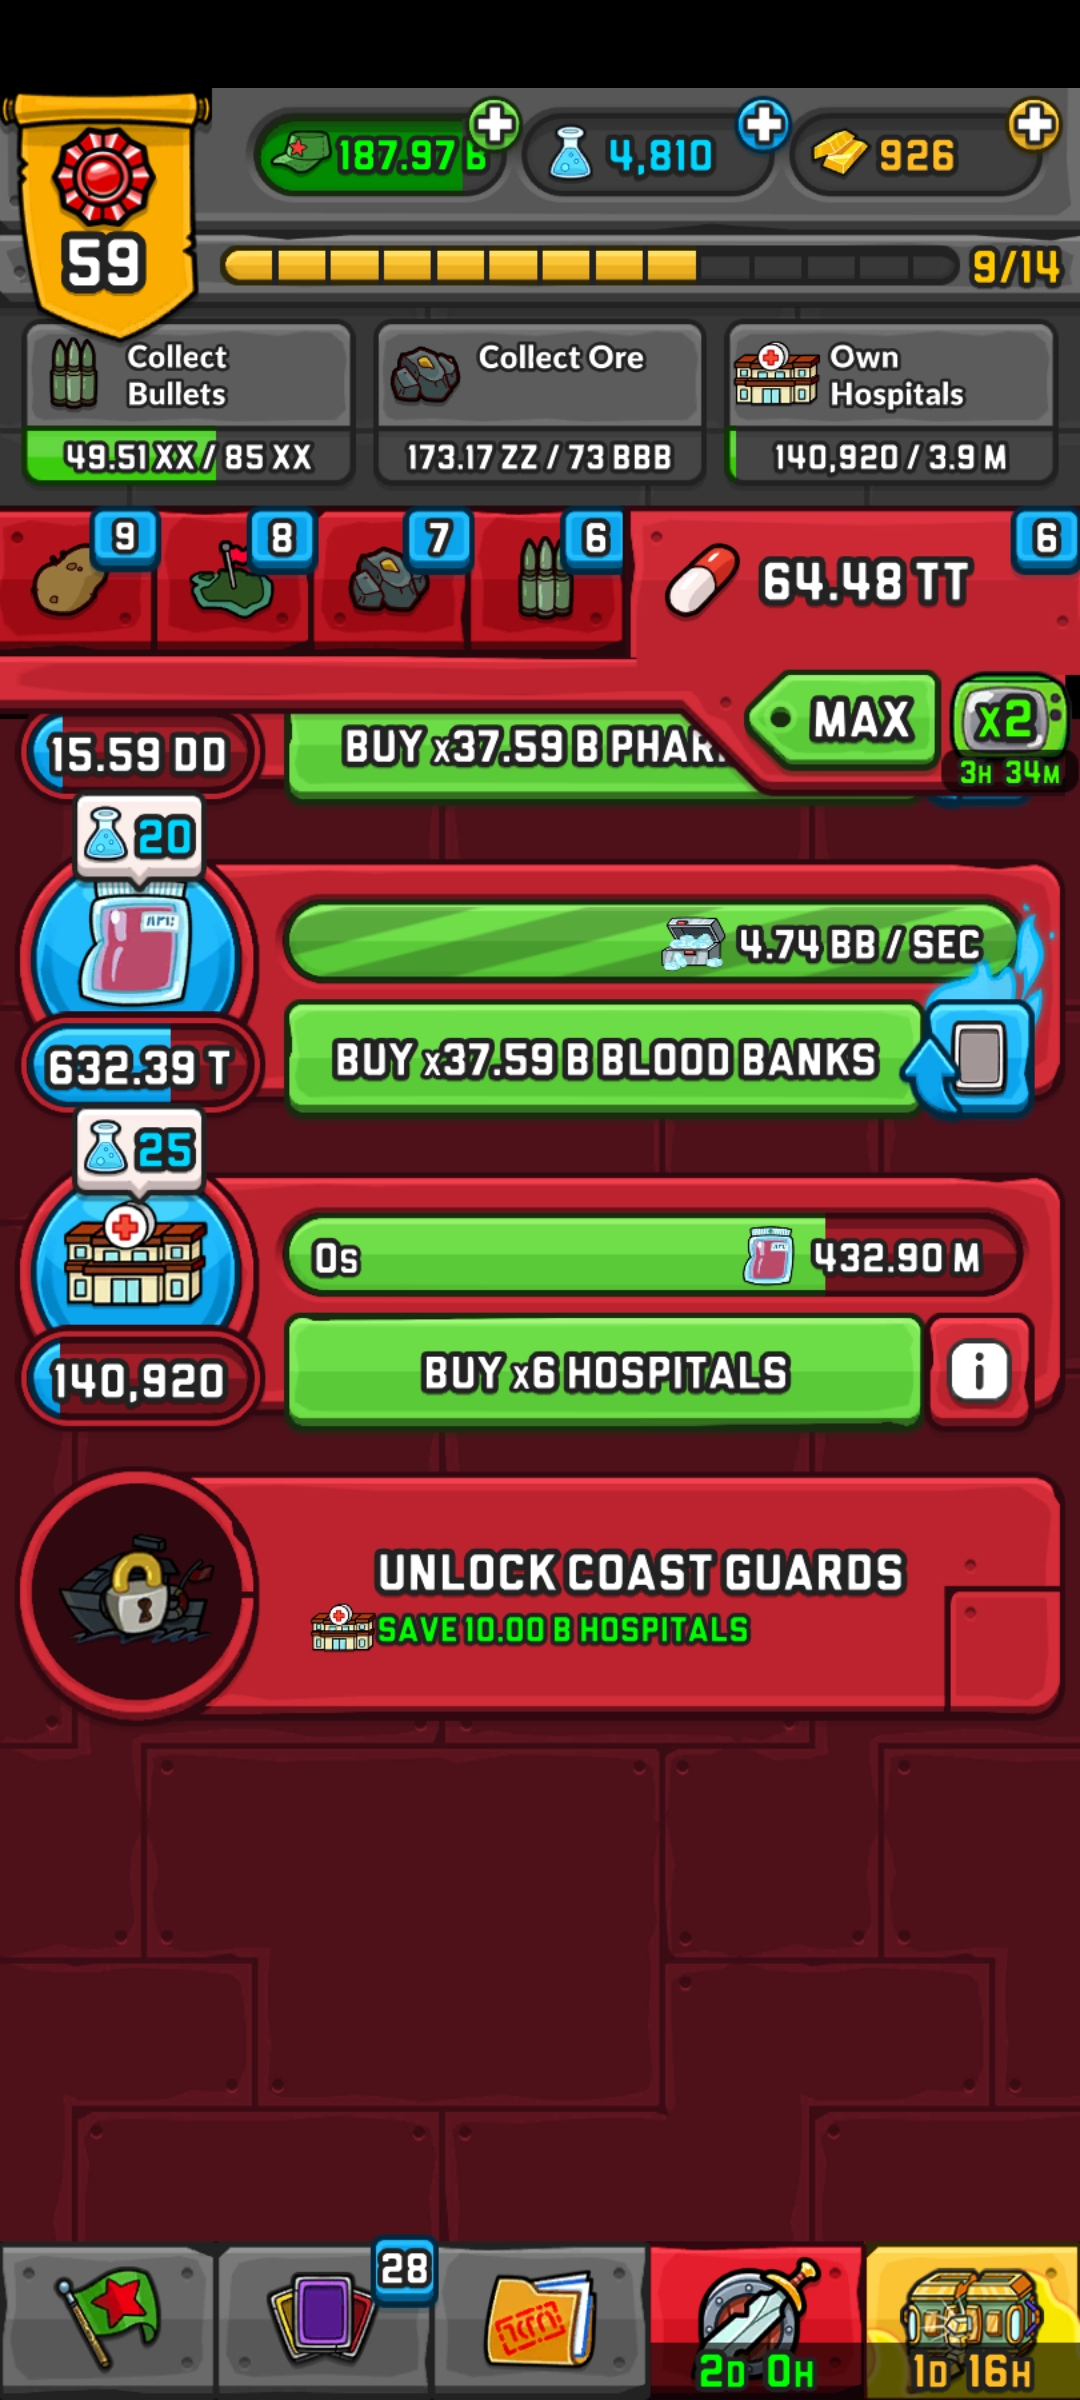 187.97 B
4,810
926
59
9/14
Collect
Bullets
49.51 XX / 85 XX
Collect Ore
173.17 ZZ / 73 BBB
Own
Hospitals
140,920 / 3.9 M
9
8
7
6
64.48 TT
6
MAX
x2
3H 34M
15.59 DD
BUY x37.59 B PHAR
20
4.74 BB / SEC
632.39 T
BUY x37.59 B BLOOD BANKS
25
0s
432.90 M
140,920
BUY x6 HOSPITALS
i
UNLOCK COAST GUARDS
SAVE 10.00 B HOSPITALS
28
2D 0H
1D 16H